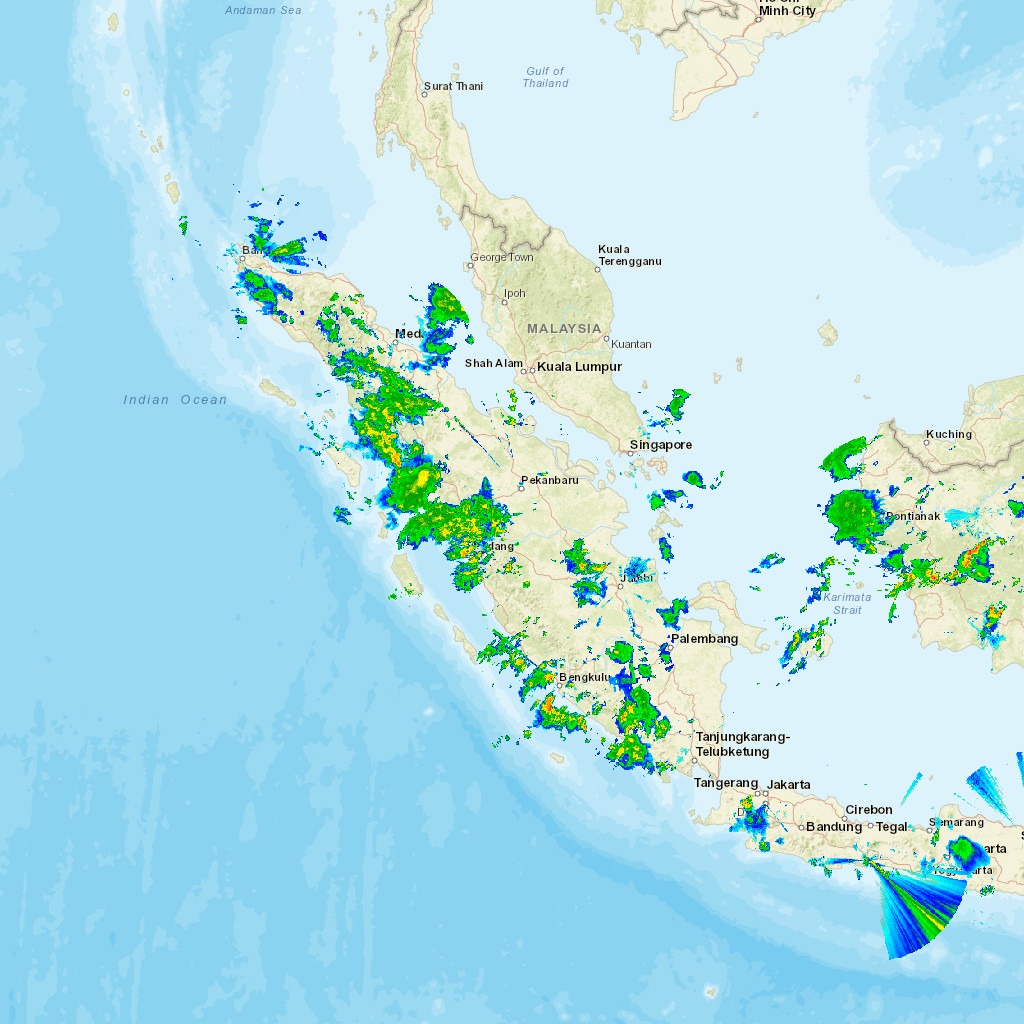 Andaman Sea
Minh City
Gulf of
Thailand
Surat Thani
Kuala
Terengganu
George Town
Ipoh
MALAYSIA
Kuantan
Shah Alam
Kuala Lumpur
Indian Ocean
Singapore
Kuching
Pekanbaru
Pontianak
Karimata
Strait
Palembang
Bengkulu
Tanjungkarang-
Telubketung
Tangerang
Jakarta
Cirebon
Bandung
Tegal
Semarang